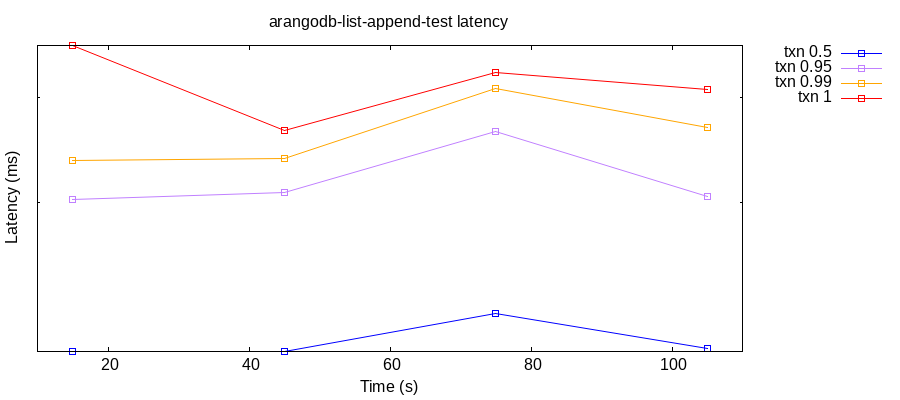 arangodb-list-append-test latency
txn 0.5
txn 0.95
txn 0.99
txn 1
Latency (ms)
20 40 60 80 100
Time (s)